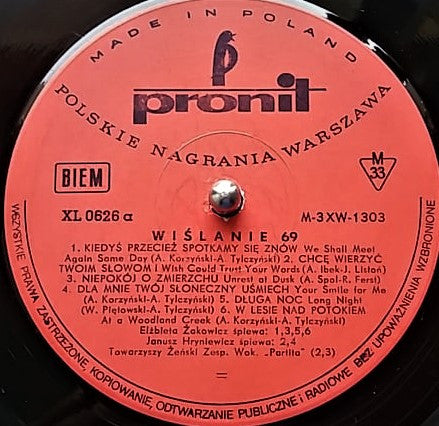 MADE IN POLAND
pronit
POLSKIE NAGRANIA WARSZAWA
BIEM
M
33
XL 0626 a
M-3XW-1303
WIŚLANIE 69
1. KIEDYŚ PRZECIEŻ SPOTKAMY SIĘ ZNÓW We Shall Meet
Again Some Day (A. Korzyński-A. Tylczyński) 2. CHCĘ WIERZYĆ
TWOIM SŁOWOM I Wish Could Trust Your Words (A. Ibek-J. Listoń)
3. NIEPOKÓJ O ZMIERZCHU Unrest at Dusk (A. Spol-R. Ferst)
4. DLA MNIE TWÓJ SŁONECZNY UŚMIECH Your Smile for Me
(A. Korzyński-A. Tylczyński) 5. DŁUGA NOC Long Night
(W. Piętowski-A. Tylczyński) 6. W LESIE NAD POTOKIEM
At a Woodland Creek (A. Korzyński-A. Tylczyński)
Elżbieta Żakowicz śpiewa: 1,3,5,6
Janusz Hryniewicz śpiewa: 2,4
Towarzyszy Żeński Zesp. Wok. „Partita" (2,3)
=
WSZYSTKIE PRAWA ZASTRZEŻONE, KOPIOWANIE, ODTWARZANIE PUBLICZNE i RADIOWE BEZ UPOWAŻNIENIA WZBRONIONE